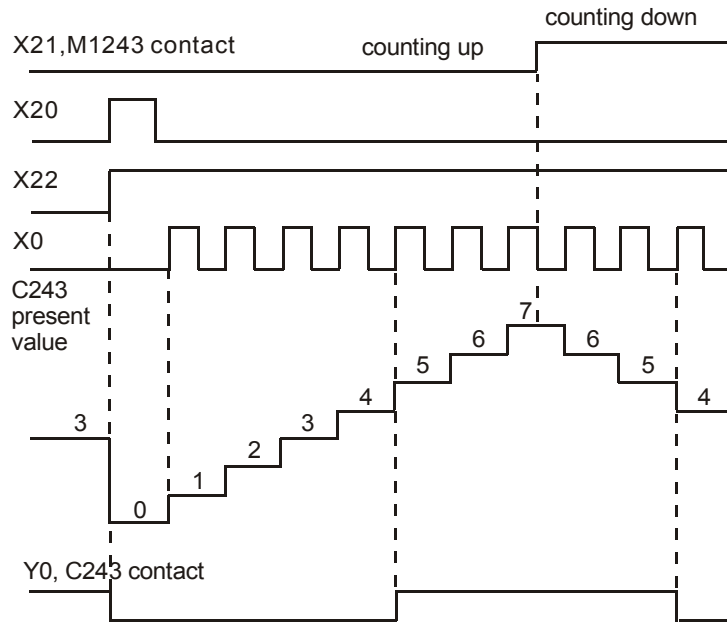 counting down
X21,M1243 contact
counting up
X20
X22
X0
C243
present
value
7
6
6
5
5
4
4
3
3
2
1
0
Y0, C243 contact